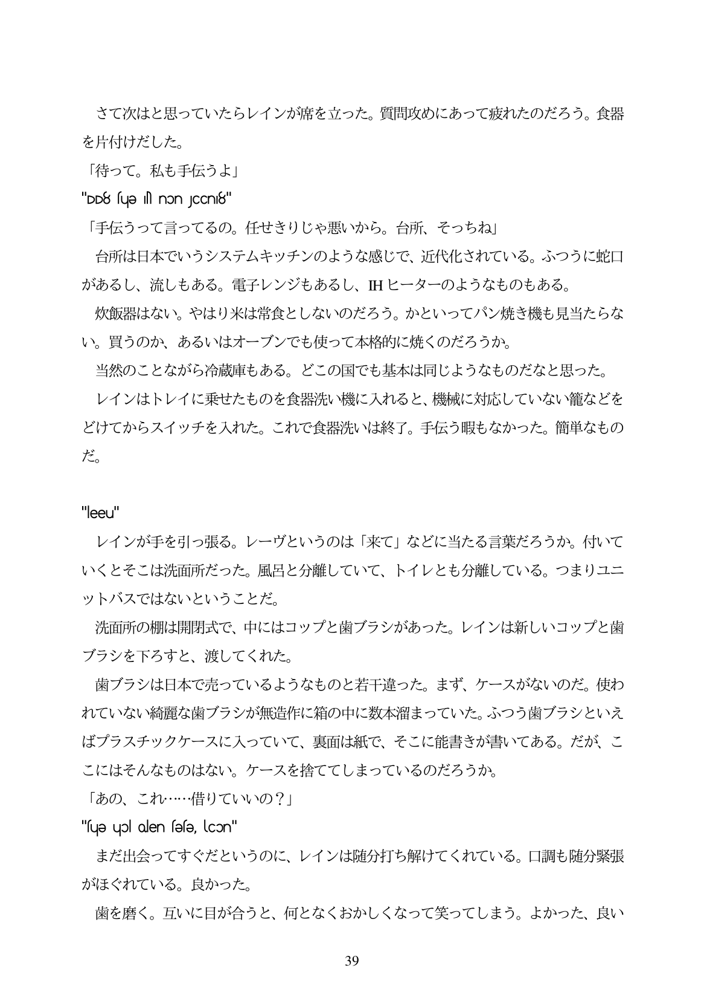 さて次はと思っていたらレインが席を立った。質問攻めにあって疲れたのだろう。食器
を片付けだした。
「待って。私も手伝うよ」
「手伝うって言ってるの。任せきりじゃ悪いから。台所、そっちね」
台所は日本でいうシステムキッチンのような感じで、近代化されている。ふつうに蛇口
があるし、流しもある。電子レンジもあるし、IH ヒーターのようなものもある。
炊飯器はない。やはり米は常食としないのだろう。かといってパン焼き機も見当たらな
い。買うのか、あるいはオーブンでも使って本格的に焼くのだろうか。
当然のことながら冷蔵庫もある。どこの国でも基本は同じようなものだなと思った。
レインはトレイに乗せたものを食器洗い機に入れると、機械に対応していない籠などを
どけてからスイッチを入れた。これで食器洗いは終了。手伝う暇もなかった。簡単なもの
だ。
"leeu"
レインが手を引っ張る。レーヴというのは「来て」などに当たる言葉だろうか。付いて
いくとそこは洗面所だった。風呂と分離していて、トイレとも分離している。つまりユニ
ットバスではないということだ。
洗面所の棚は開閉式で、中にはコップと歯ブラシがあった。レインは新しいコップと歯
ブラシを下ろすと、渡してくれた。
歯ブラシは日本で売っているようなものと若干違った。まず、ケースがないのだ。使わ
れていない綺麗な歯ブラシが無造作に箱の中に数本溜まっていた。ふつう歯ブラシといえ
ばプラスチックケースに入っていて、裏面は紙で、そこに能書きが書いてある。だが、こ
こにはそんなものはない。ケースを捨ててしまっているのだろうか。
「あの、これ……借りていいの？」
まだ出会ってすぐだというのに、レインは随分打ち解けてくれている。口調も随分緊張
がほぐれている。良かった。
歯を磨く。互いに目が合うと、何となくおかしくなって笑ってしまう。よかった、良い
39